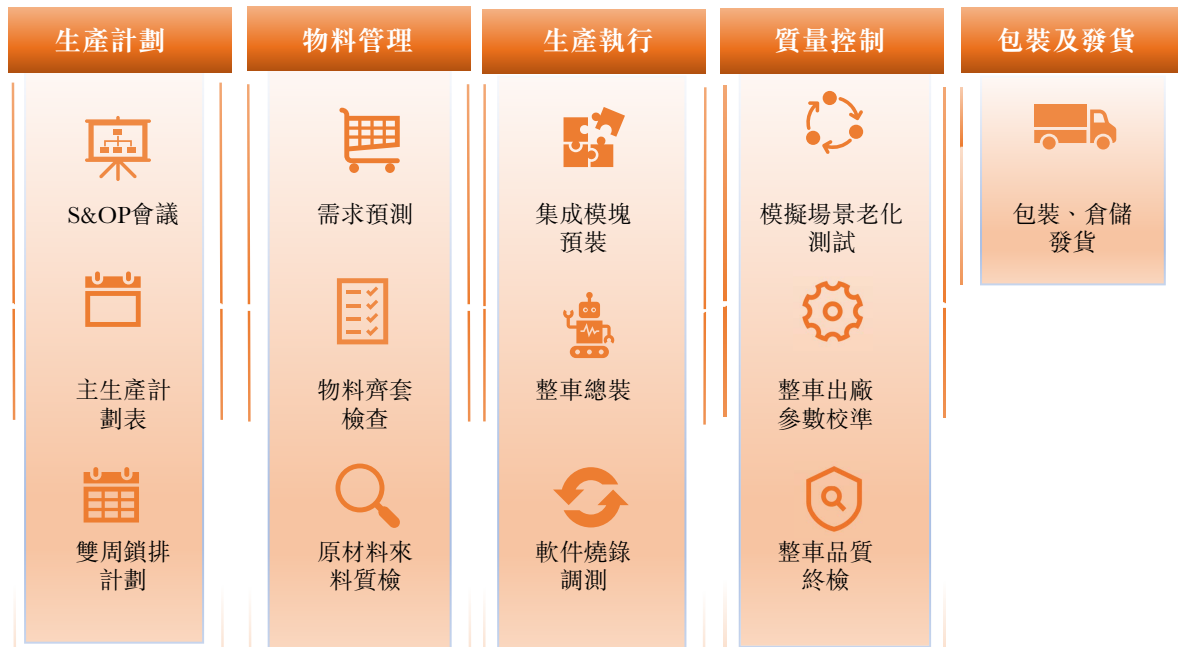 生產計劃
S&OP會議
主生產計
劃表
雙周鎖排
計劃
物料管理
需求預測
物料齊套
檢查
原材料來
料質檢
生產執行
集成模塊
預裝
整車總裝
軟件燒錄
調測
質量控制
模擬場景老化
測試
整車出廠
參數校準
整車品質
終檢
包裝及發貨
包裝、倉儲
發貨